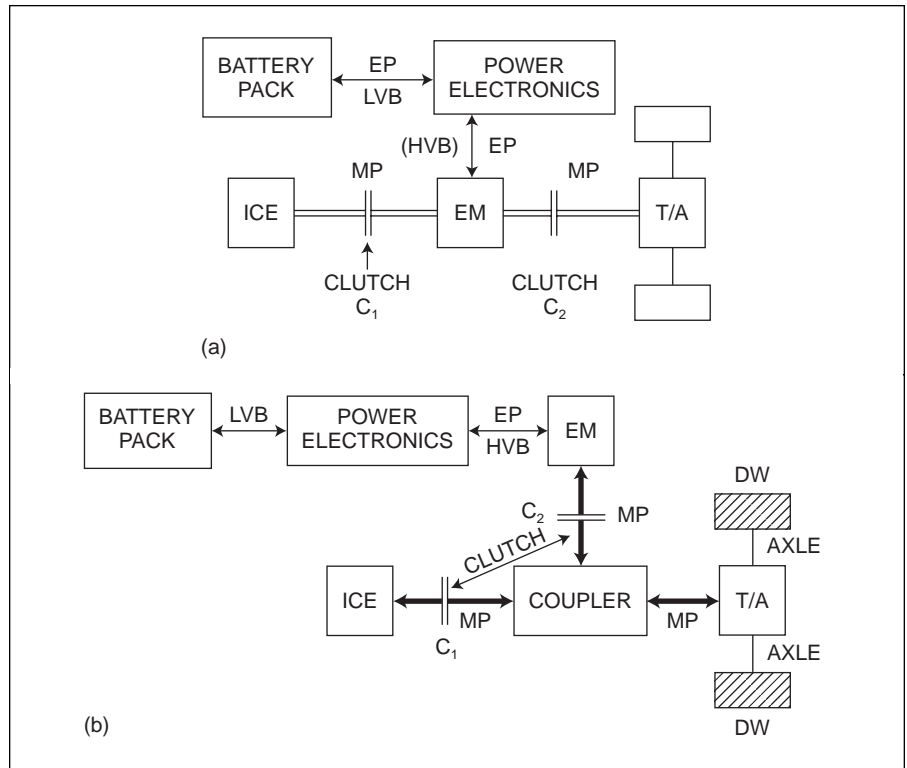 BATTERY
PACK
EP
LVB
POWER
ELECTRONICS
(HVB)
EP
MP
MP
ICE
EM
T/A
CLUTCH
C₁
CLUTCH
C₂
(a)
BATTERY
PACK
LVB
POWER
ELECTRONICS
EP
HVB
EM
DW
C₂
MP
CLUTCH
AXLE
ICE
MP
COUPLER
MP
T/A
C₁
AXLE
DW
(b)